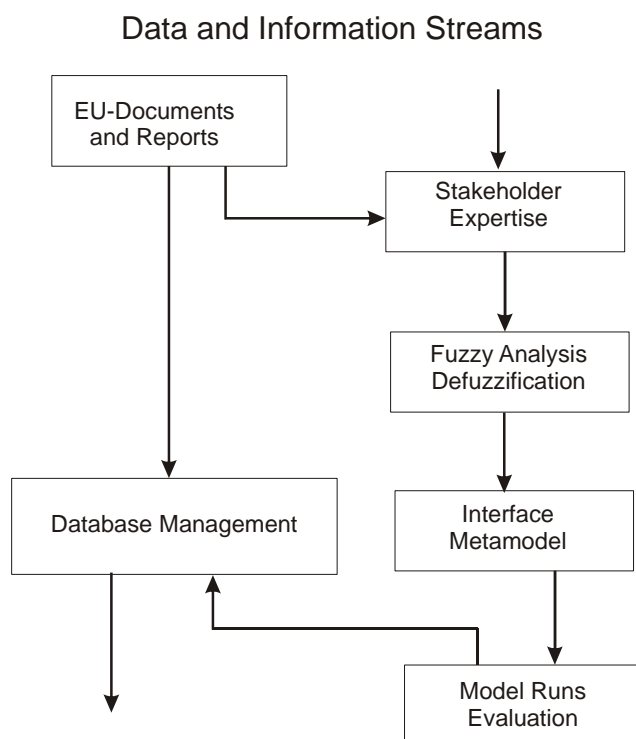 Data and Information Streams
EU-Documents
and Reports
Stakeholder
Expertise
Fuzzy Analysis
Defuzzification
Database Management
Interface
Metamodel
Model Runs
Evaluation